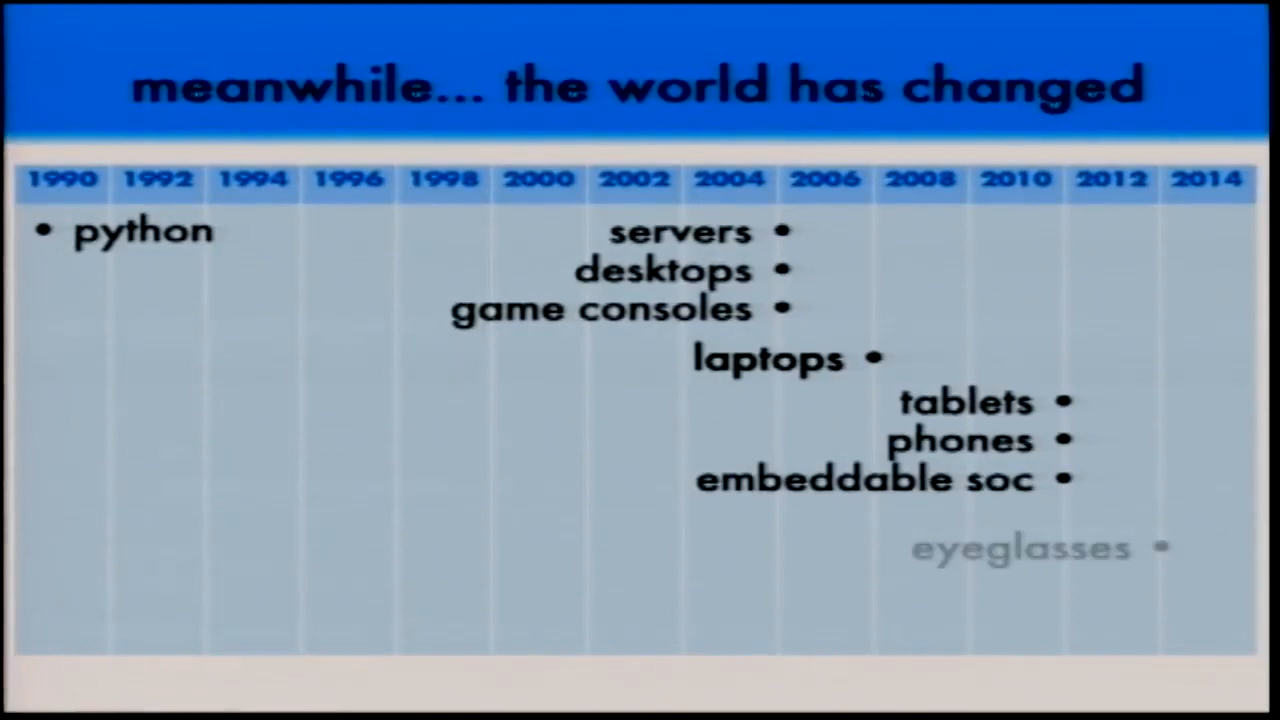 meanwhile... the world has changed
1990 1992 1994 1996 1998 2000 2002 2004 2006 2008 2010 2012 2014
• python servers •
desktops •
game consoles •
laptops •
tablets •
phones •
embeddable soc •
eyeglasses •